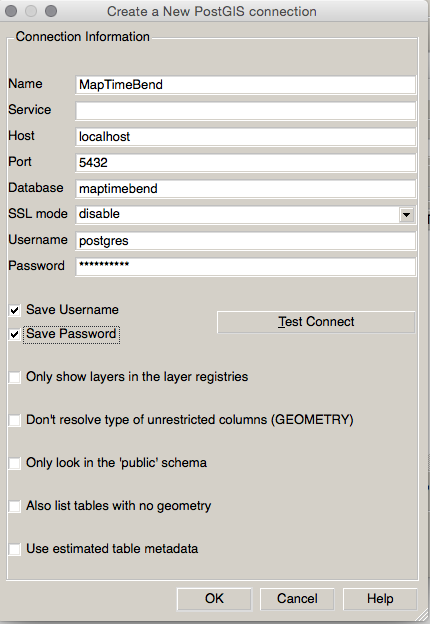 Create a New PostGIS connection
Connection Information
Name MapTimeBend
Service
Host localhost
Port 5432
Database maptimebend
SSL mode disable
Username postgres
Password **********
Save Username
Test Connect
Save Password
Only show layers in the layer registries
Don't resolve type of unrestricted columns (GEOMETRY)
Only look in the 'public' schema
Also list tables with no geometry
Use estimated table metadata
OK Cancel Help